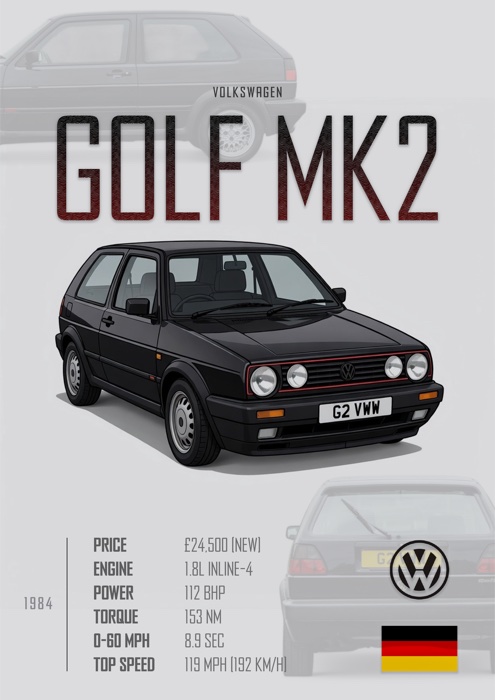 VOLKSWAGEN
GOLF MK2
G2 VWW
PRICE £24,500 (NEW)
ENGINE 1.8L INLINE-4
POWER 112 BHP
1984
TORQUE 153 NM
0-60 MPH 8.9 SEC
TOP SPEED 119 MPH (192 KM/H)